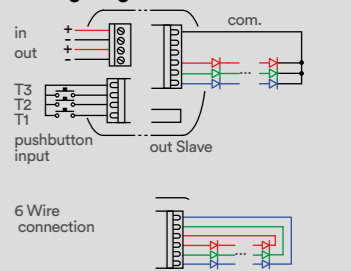 com.
in
+
-
out
+
-
T3
T2
T1
pushbutton
input
out Slave
6 Wire
connection